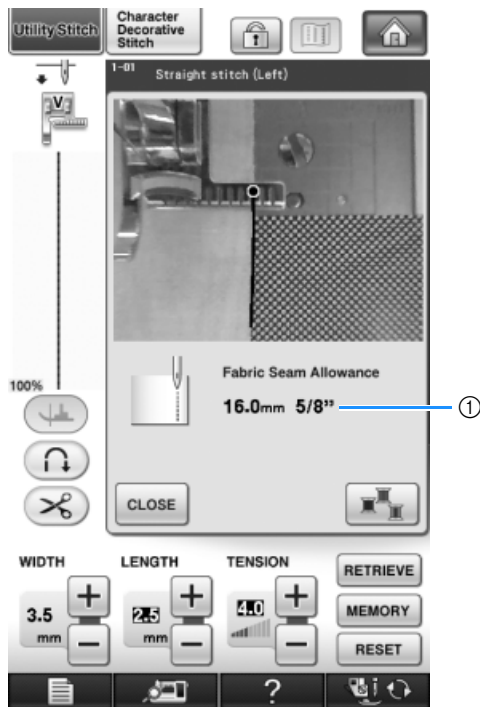 Utility Stitch
Character
Decorative
Stitch
1-01 Straight stitch (Left)
V
100%
Fabric Seam Allowance
16.0mm 5/8"
①
CLOSE
WIDTH
LENGTH
TENSION
3.5
mm
2.5
mm
4.0
RETRIEVE
MEMORY
RESET
?